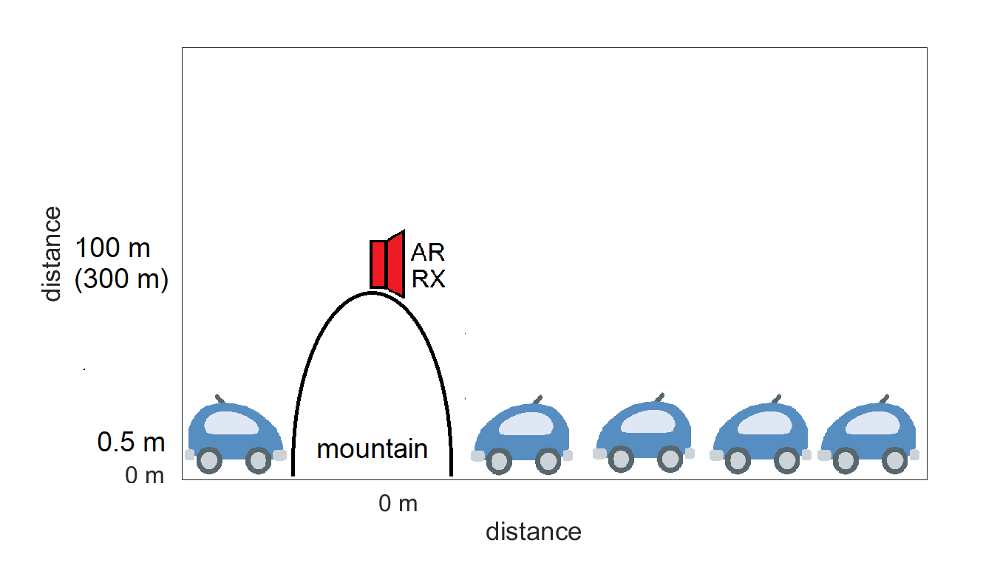 distance
100 m
(300 m)
AR
RX
0.5 m
0 m
mountain
0 m
distance